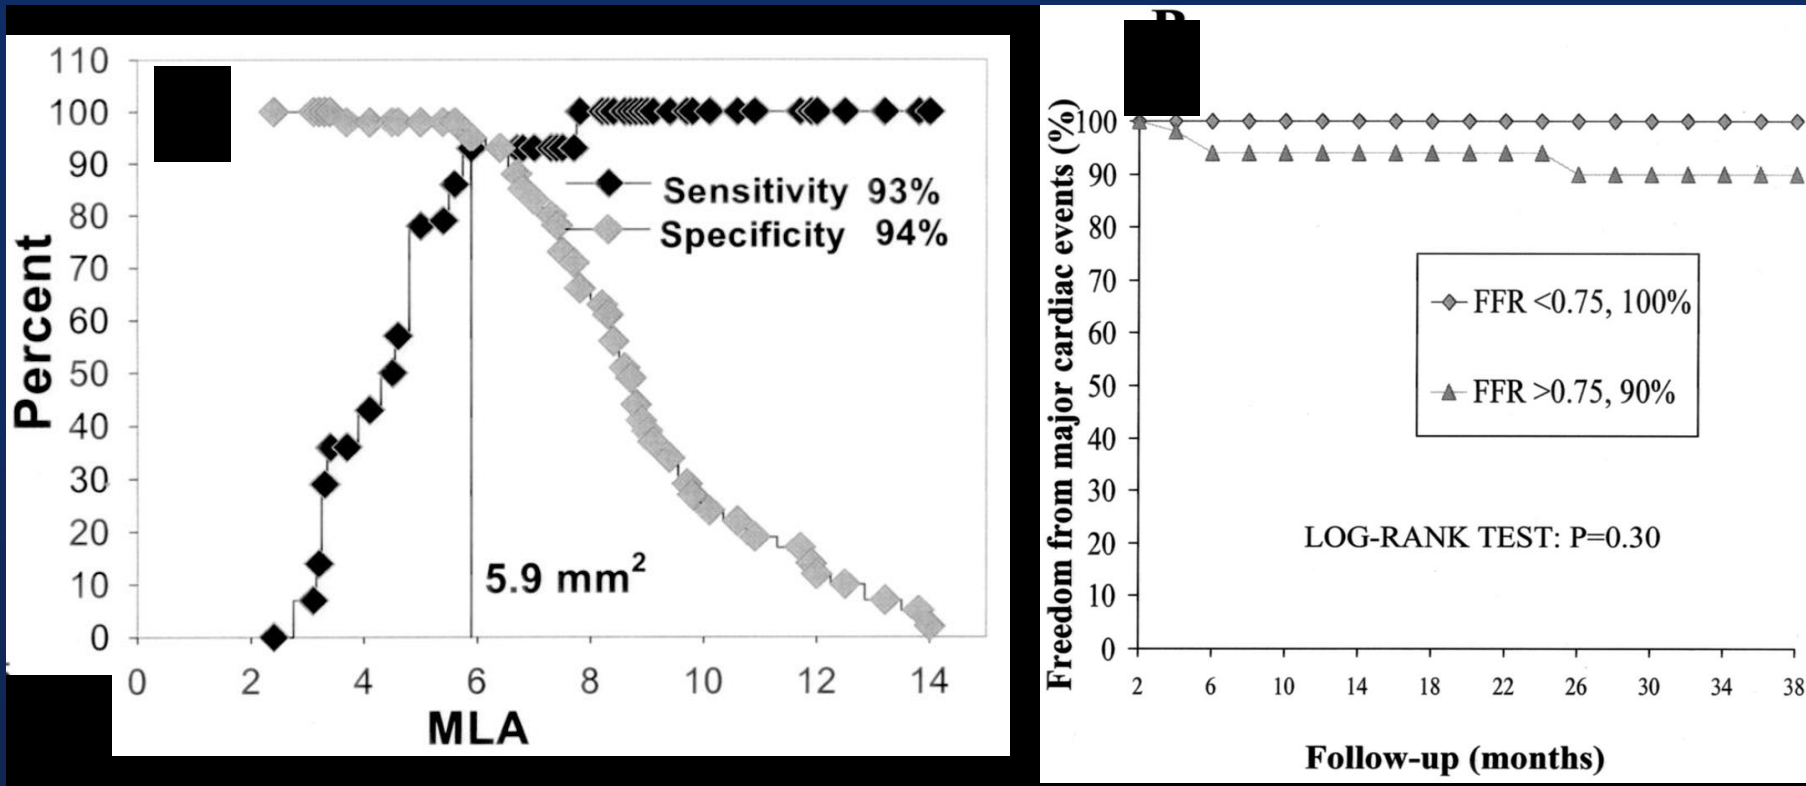 110
100
90
80
70
60
50
40
30
20
10
0
Percent
Sensitivity 93%
Specificity 94%
5.9 mm²
0 2 4 6 8 10 12 14
MLA
Freedom from major cardiac events (%)
100
90
80
70
60
50
40
30
20
10
0
FFR <0.75, 100%
FFR >0.75, 90%
LOG-RANK TEST: P=0.30
2 6 10 14 18 22 26 30 34 38
Follow-up (months)